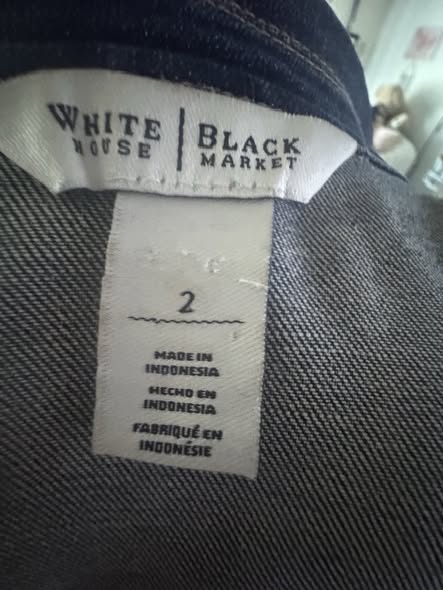 WHITE | BLACK
HOUSE | MARKET
2
MADE IN
INDONESIA
HECHO EN
INDONESIA
FABRIQUÉ EN
INDONÉSIE